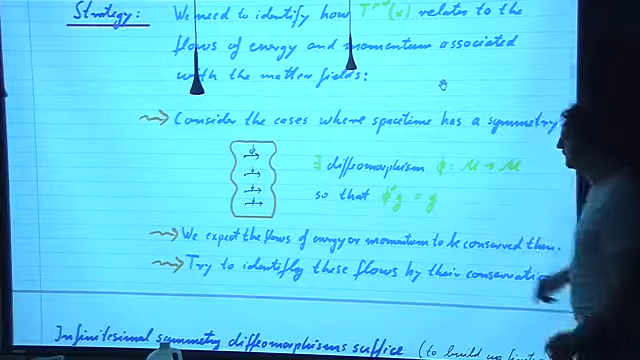 Strategy: We need to identify how T^μν(x) relates to the
flows of energy and momentum associated
with the matter fields:
Consider the cases where spacetime has a symmetry
∃ diffeomorphism ϕ: M → M
so that ϕ*g = g
We expect the flows of energy or momentum to be conserved then.
Try to identify these flows by their conservation
Infinitesimal symmetry diffeomorphisms suffice (to build up